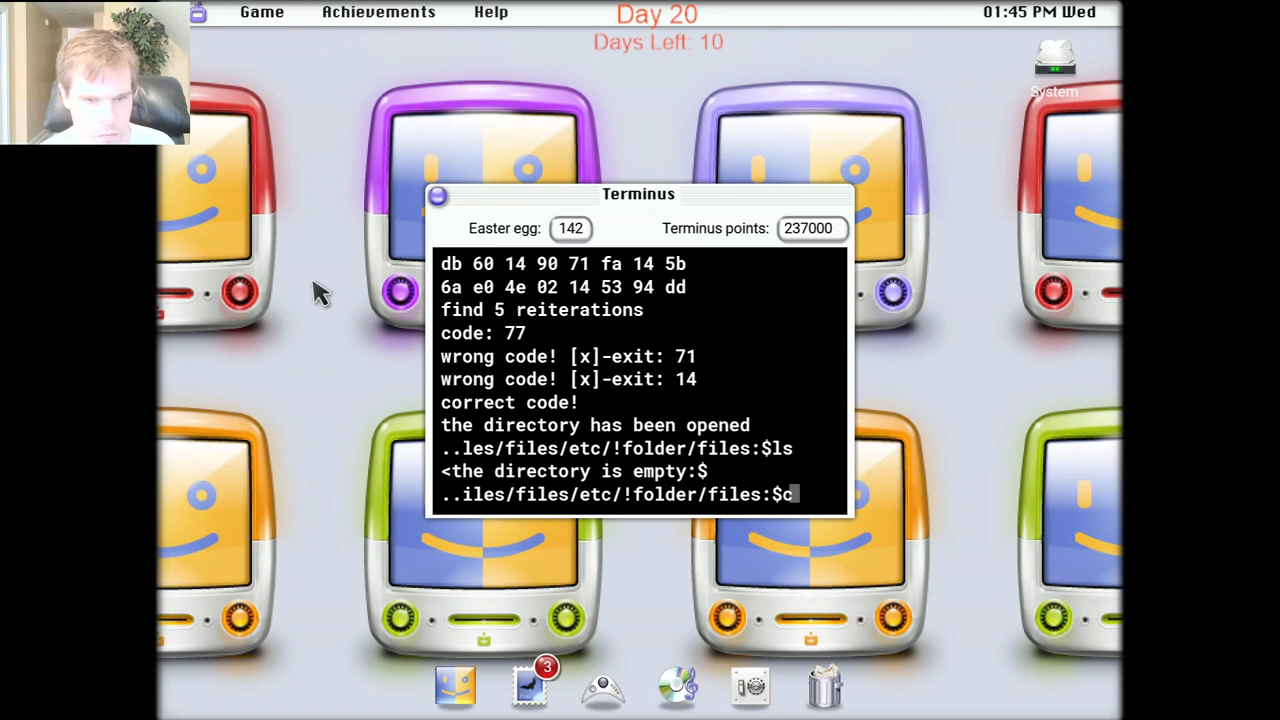 Game Achievements Help
Day 20
01:45 PM Wed
Days Left: 10
System
Terminus
Easter egg: 142
Terminus points: 237000
db 60 14 90 71 fa 14 5b
6a e0 4e 02 14 53 94 dd
find 5 reiterations
code: 77
wrong code! [x]-exit: 71
wrong code! [x]-exit: 14
correct code!
the directory has been opened
..les/files/etc/!folder/files:$ls
<the directory is empty:$
..iles/files/etc/!folder/files:$c
3